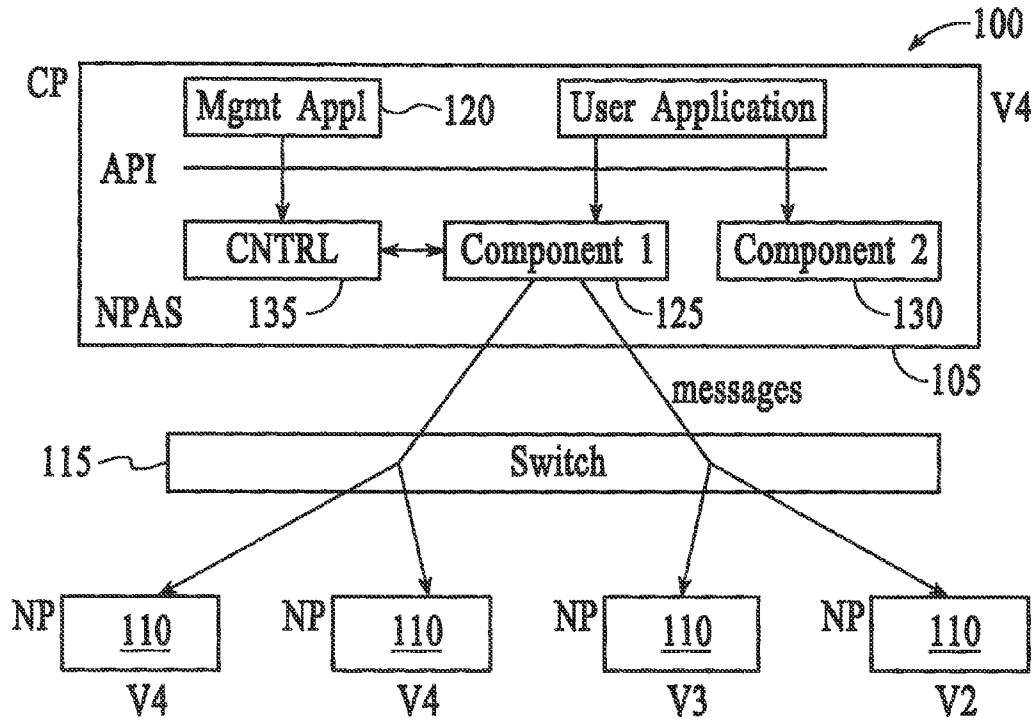 100
CP
Mgmt Appl
120
User Application
V4
API
CNTRL
Component 1
Component 2
NPAS
135
125
130
105
messages
115
Switch
NP
110
NP
110
NP
110
NP
110
V4
V4
V3
V2